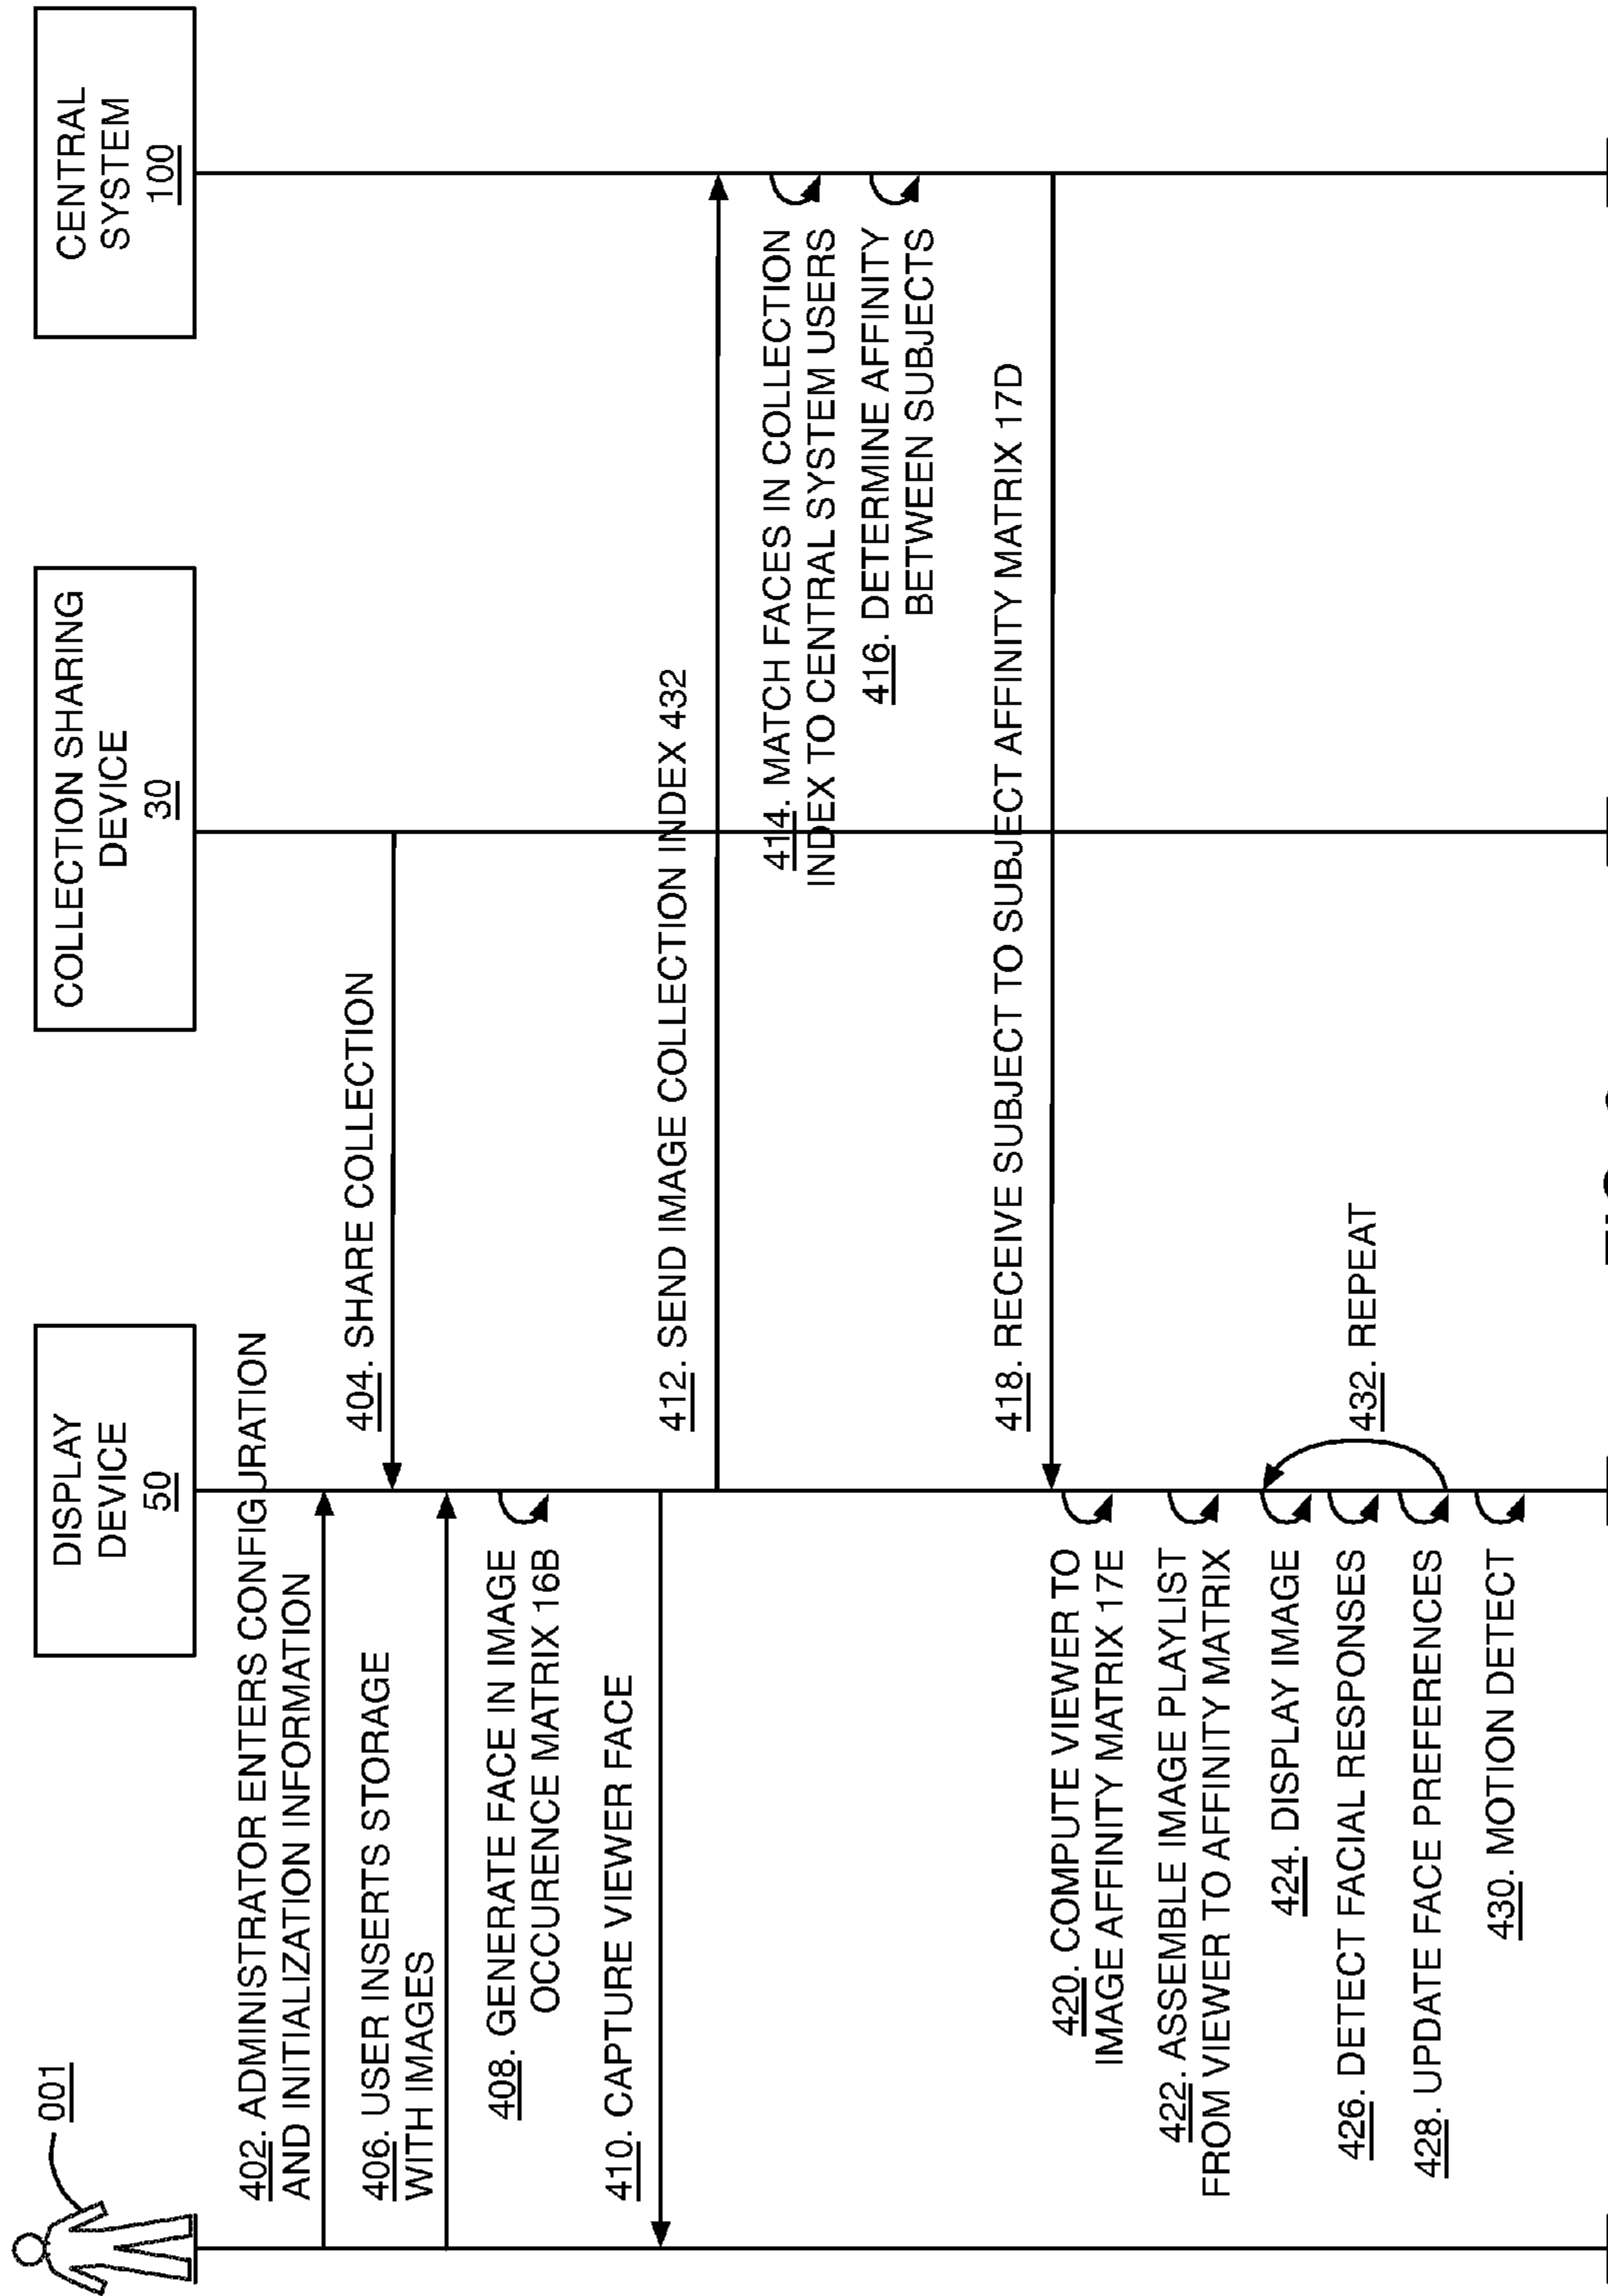 001
DISPLAY
DEVICE
50
COLLECTION SHARING
DEVICE
30
CENTRAL
SYSTEM
100
402. ADMINISTRATOR ENTERS CONFIGURATION
AND INITIALIZATION INFORMATION
404. SHARE COLLECTION
406. USER INSERTS STORAGE
WITH IMAGES
408. GENERATE FACE IN IMAGE
OCCURENCE MATRIX 16B
410. CAPTURE VIEWER FACE
412. SEND IMAGE COLLECTION INDEX 432
414. MATCH FACES IN COLLECTION
INDEX TO CENTRAL SYSTEM USERS
416. DETERMINE AFFINITY
BETWEEN SUBJECTS
418. RECEIVE SUBJECT TO SUBJECT AFFINITY MATRIX 17D
420. COMPUTE VIEWER TO
IMAGE AFFINITY MATRIX 17E
422. ASSEMBLE IMAGE PLAYLIST
FROM VIEWER TO AFFINITY MATRIX
424. DISPLAY IMAGE
426. DETECT FACIAL RESPONSES
428. UPDATE FACE PREFERENCES
432. REPEAT
430. MOTION DETECT